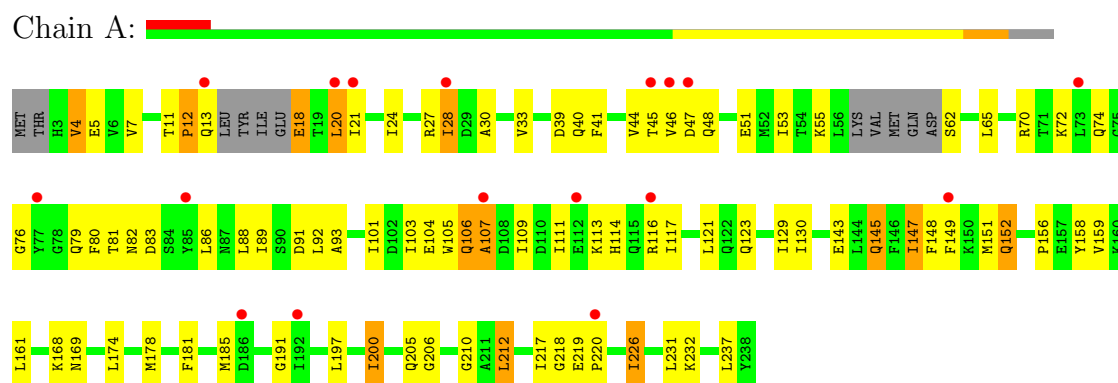 Chain A:
MET THR H3 V4 E5 V6 V7 T11 P12 Q13 LEU TYR ILE GLU E18 T19 L20 I21 I24 R27 I28 D29 A30 V33 D39 Q40 F41 V44 T45 V46 D47 Q48 E51 M52 I53 T54 K55 L56 LYS VAL MET GLN ASP S62 L65 R70 T71 K72 L73 Q74 G75
G76 Y77 G78 Q79 F80 T81 N82 D83 S84 Y85 L86 N87 L88 I89 S90 D91 L92 A93 I101 D102 I103 E104 W105 Q106 A107 D108 I109 D110 I111 E112 K113 H114 Q115 R116 I117 L121 Q122 Q123 I129 I130 E143 L144 Q145 F146 I147 F148 F149 K150 M151 Q152 P156 E157 Y158 V159 K160
L161 K168 N169 L174 M178 F181 M185 D186 G191 I192 L197 I200 Q205 G206 G210 A211 L212 I217 G218 E219 P220 I226 L231 K232 L237 Y238